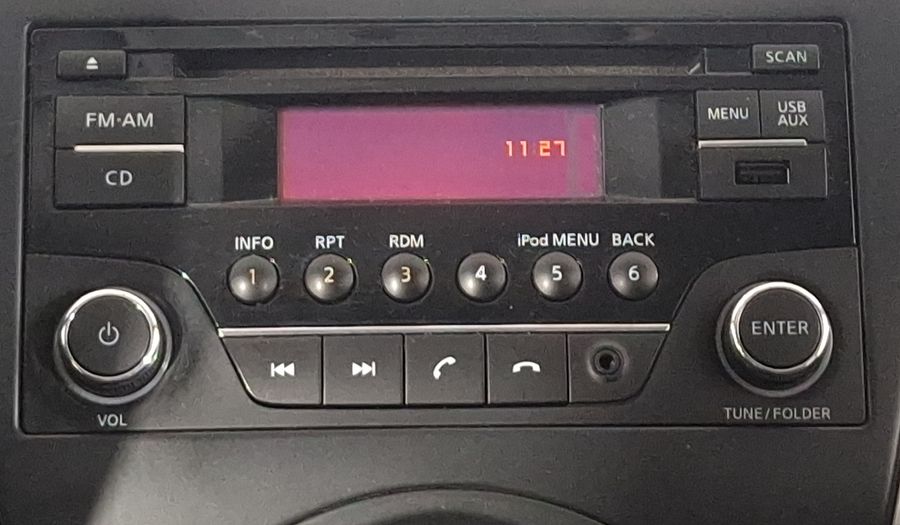 SCAN
FM·AM
MENU
USB
AUX
11:27
CD
INFO
RPT
RDM
iPod MENU
BACK
1
2
3
4
5
6
ENTER
VOL
TUNE/FOLDER